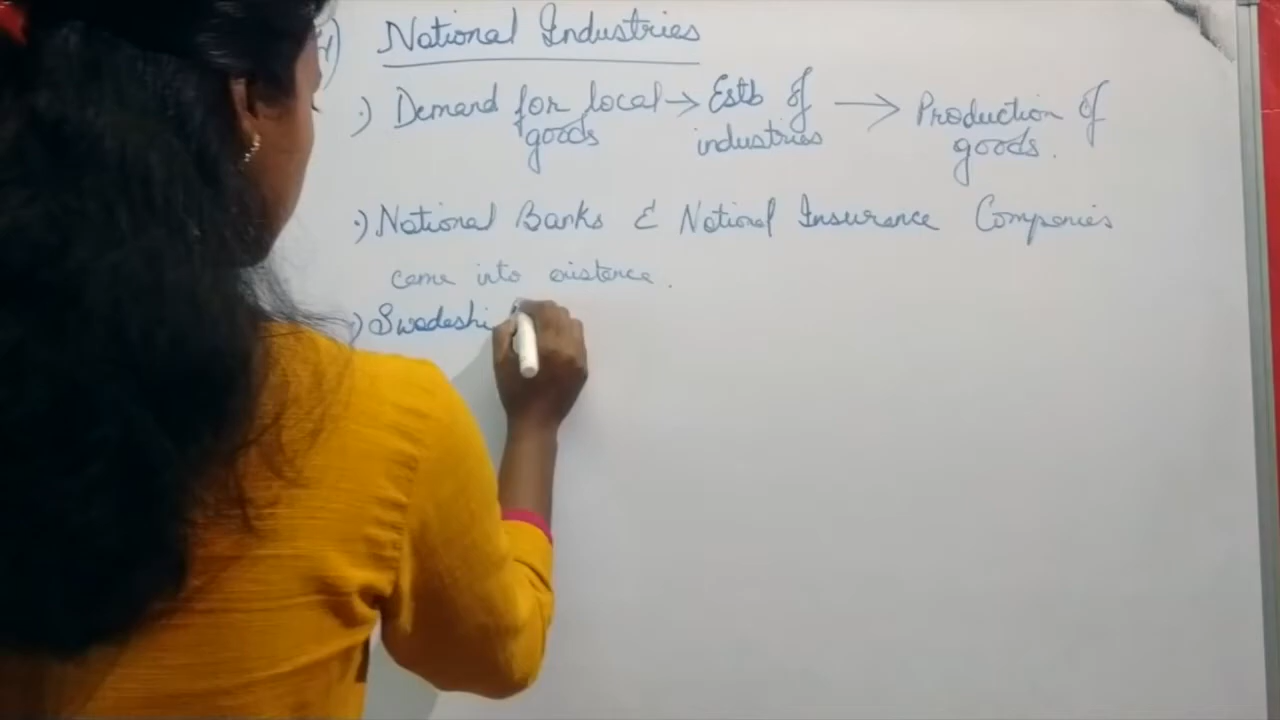 National Industries
.) Demand for local → Estb of → Production of
goods industries goods.
.) National Banks & National Insurance Companies
came into existence.
.) Swadeshi